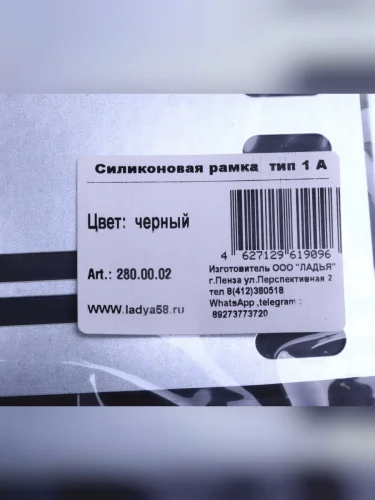 Силиконовая рамка тип 1 А
Цвет: черный
4 627129 619096
Art.: 280.00.02
Изготовитель ООО "ЛАДЬЯ"
г.Пенза ул.Перспективная 2
тел 8(412)380518
WhatsApp ,telegram :
89273773720
www.ladya58.ru